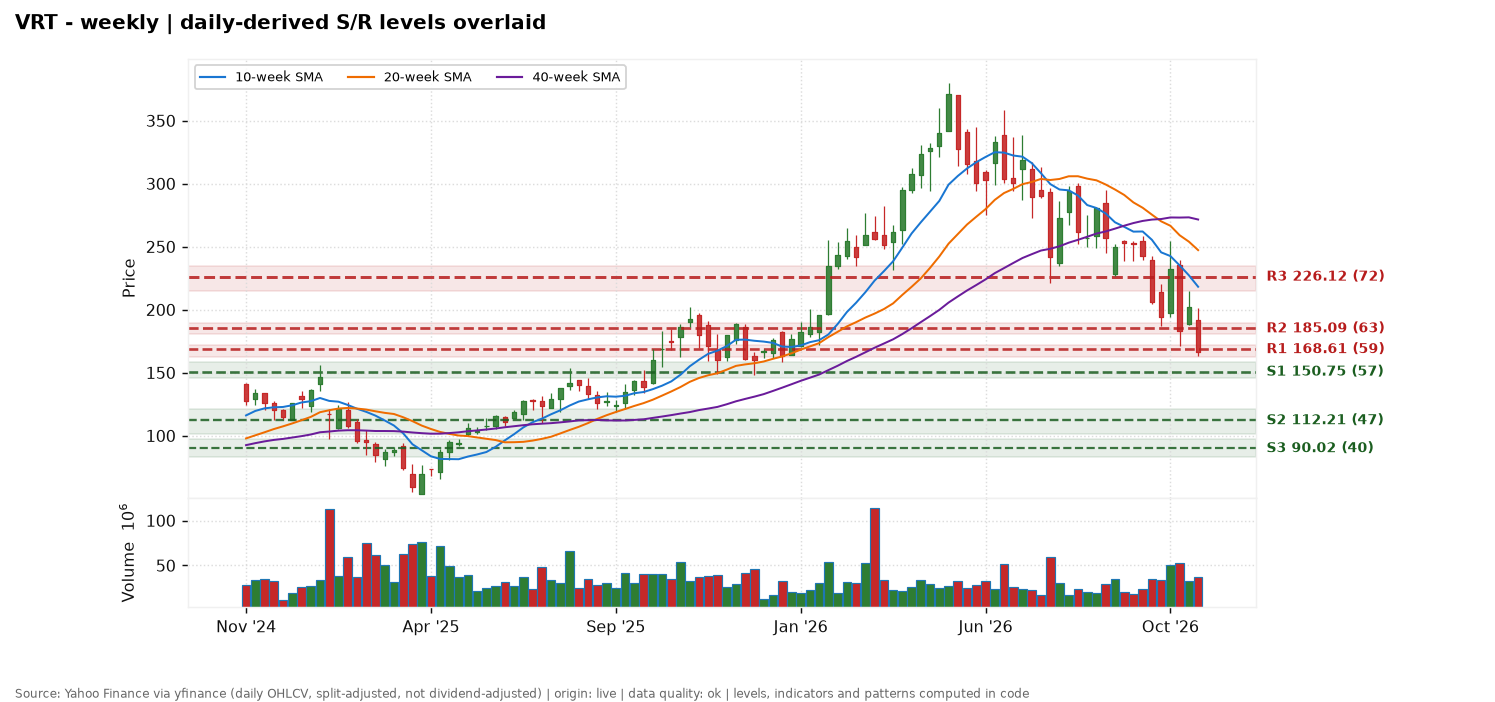 VRT - weekly | daily-derived S/R levels overlaid
10-week SMA
20-week SMA
40-week SMA
Price
350
300
250
200
150
100
R3 226.12 (72)
R2 185.09 (63)
R1 168.61 (59)
S1 150.75 (57)
S2 112.21 (47)
S3 90.02 (40)
Volume 10⁶
100
50
Nov '24
Apr '25
Sep '25
Jan '26
Jun '26
Oct '26
Source: Yahoo Finance via yfinance (daily OHLCV, split-adjusted, not dividend-adjusted) | origin: live | data quality: ok | levels, indicators and patterns computed in code